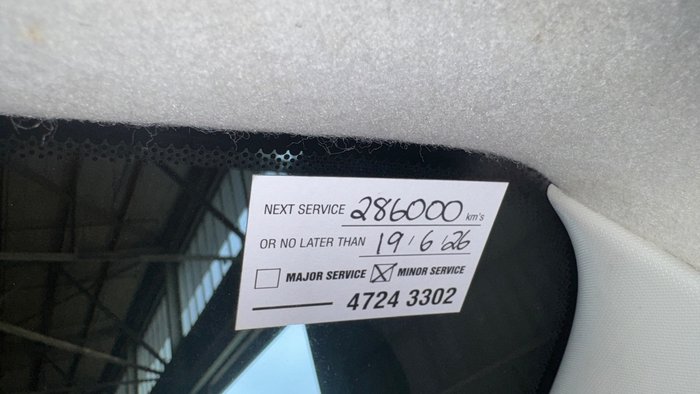 NEXT SERVICE 286000 km's
OR NO LATER THAN 19/6/26
MAJOR SERVICE MINOR SERVICE
4724 3302